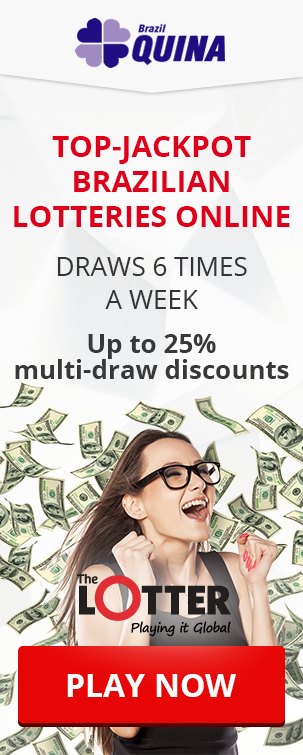 Brazil
QUINA
TOP-JACKPOT
BRAZILIAN
LOTTERIES ONLINE
DRAWS 6 TIMES
A WEEK
Up to 25%
multi-draw discounts
The
LOTTER
Playing it Global
PLAY NOW